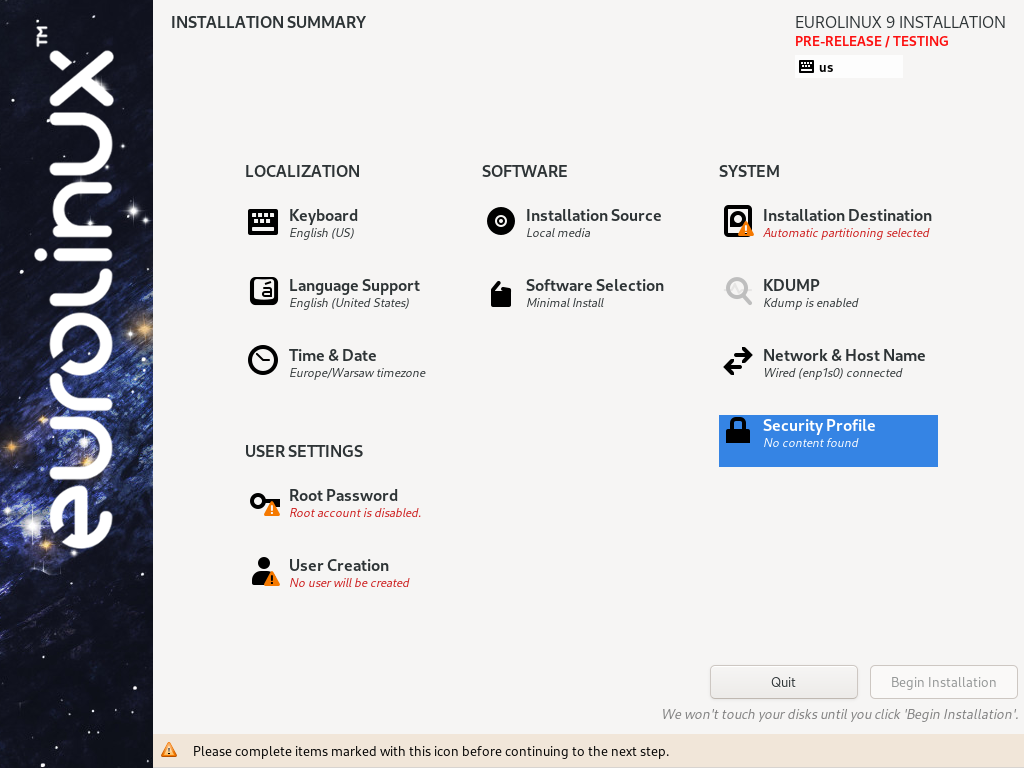 eurolinux™
INSTALLATION SUMMARY
EUROLINUX 9 INSTALLATION
PRE-RELEASE / TESTING
us
LOCALIZATION
Keyboard
English (US)
Language Support
English (United States)
Time & Date
Europe/Warsaw timezone
SOFTWARE
Installation Source
Local media
Software Selection
Minimal Install
SYSTEM
Installation Destination
Automatic partitioning selected
KDUMP
Kdump is enabled
Network & Host Name
Wired (enp1s0) connected
Security Profile
No content found
USER SETTINGS
Root Password
Root account is disabled.
User Creation
No user will be created
Quit
Begin Installation
We won't touch your disks until you click 'Begin Installation'.
Please complete items marked with this icon before continuing to the next step.